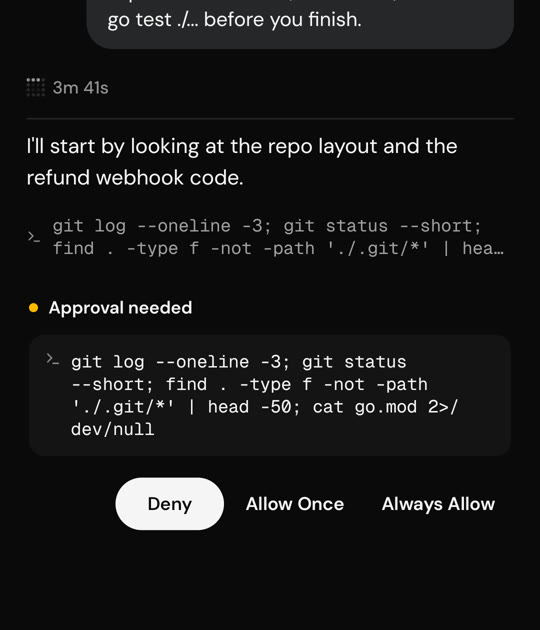 go test ./... before you finish.
3m 41s
I'll start by looking at the repo layout and the
refund webhook code.
git log --oneline -3; git status --short;
find . -type f -not -path './.git/*' | hea…
Approval needed
git log --oneline -3; git status
--short; find . -type f -not -path
'./.git/*' | head -50; cat go.mod 2>/
dev/null
Deny
Allow Once
Always Allow